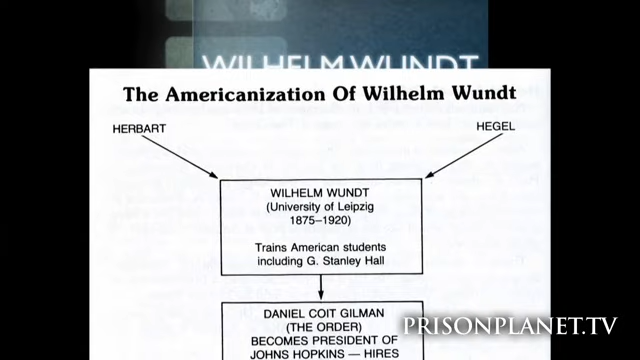 WILHELM WUNDT
The Americanization Of Wilhelm Wundt
HERBART
HEGEL
WILHELM WUNDT
(University of Leipzig
1875–1920)
Trains American students
including G. Stanley Hall
DANIEL COIT GILMAN
(THE ORDER)
BECOMES PRESIDENT OF
JOHNS HOPKINS — HIRES
PRISONPLANET.TV